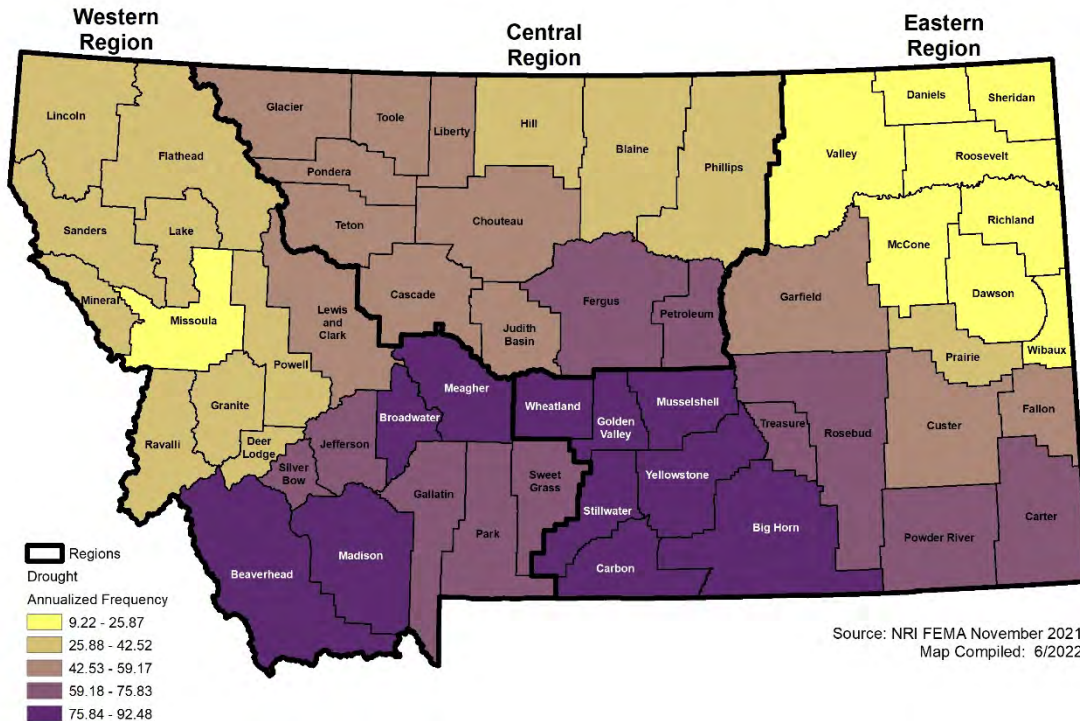 Western
Region
Central
Region
Eastern
Region
Lincoln
Flathead
Glacier
Toole
Liberty
Hill
Blaine
Phillips
Valley
Daniels
Sheridan
Roosevelt
Pondera
Teton
Chouteau
Sanders
Lake
Richland
McCone
Dawson
Mineral
Missoula
Lewis
and
Clark
Cascade
Judith
Basin
Fergus
Petroleum
Garfield
Wibaux
Prairie
Powell
Granite
Ravalli
Deer
Lodge
Meagher
Broadwater
Wheatland
Golden
Valley
Musselshell
Treasure
Rosebud
Custer
Fallon
Jefferson
Silver
Bow
Gallatin
Park
Sweet
Grass
Stillwater
Yellowstone
Big Horn
Powder River
Carter
Beaverhead
Madison
Carbon
Regions
Drought
Annualized Frequency
9.22 - 25.87
25.88 - 42.52
42.53 - 59.17
59.18 - 75.83
75.84 - 92.48
Source: NRI FEMA November 2021
Map Compiled: 6/2022